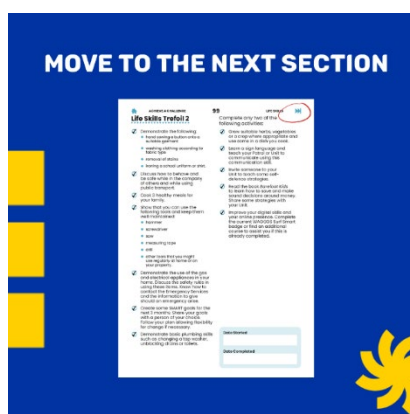 MOVE TO THE NEXT SECTION
99
Life Skills Trefoil 2
Demonstrate the following:
hand sewing a button onto a
suitable garment
washing clothing according to
fabric type
removal of stains
ironing a school uniform or shirt.
Discuss how to behave and
be safe while in the company
of others and while using
public transport.
Cook 3 healthy meals for
your family.
Show that you can use the
following tools and keep them
well maintained:
hammer
screwdriver
saw
measuring tape
drill
other tools that you might
use regularly at home or on
your property.
Demonstrate the use of the gas
and electrical appliances in your
home. Discuss the safety risks in
using these items. Know how to
contact the Emergency Services
and the information to give
should an emergency arise.
Create some SMART goals for the
next 3 months. Share your goals
with a person of your choice.
Follow your plan allowing flexibility
for change if necessary.
Demonstrate basic plumbing skills
such as changing a tap washer,
unblocking drains or toilets.
Complete any two of the
following activities:
Grow suitable herbs, vegetables
or a crop where appropriate and
use some in a dish you cook.
Learn a sign language and
teach your Patrol or Unit to
communicate using this
communication skill.
Invite someone to your
Unit to teach some self-
defence strategies.
Read the book Barefoot Kids
to learn how to save and make
kind decisions around money.
Share some strategies with
your Unit.
Improve your digital skills and
your online presence. Complete
the current WAGGGS Surf Smart
badge or find an additional
course to assist you if this is
already completed.
Date Started:
Date Completed: